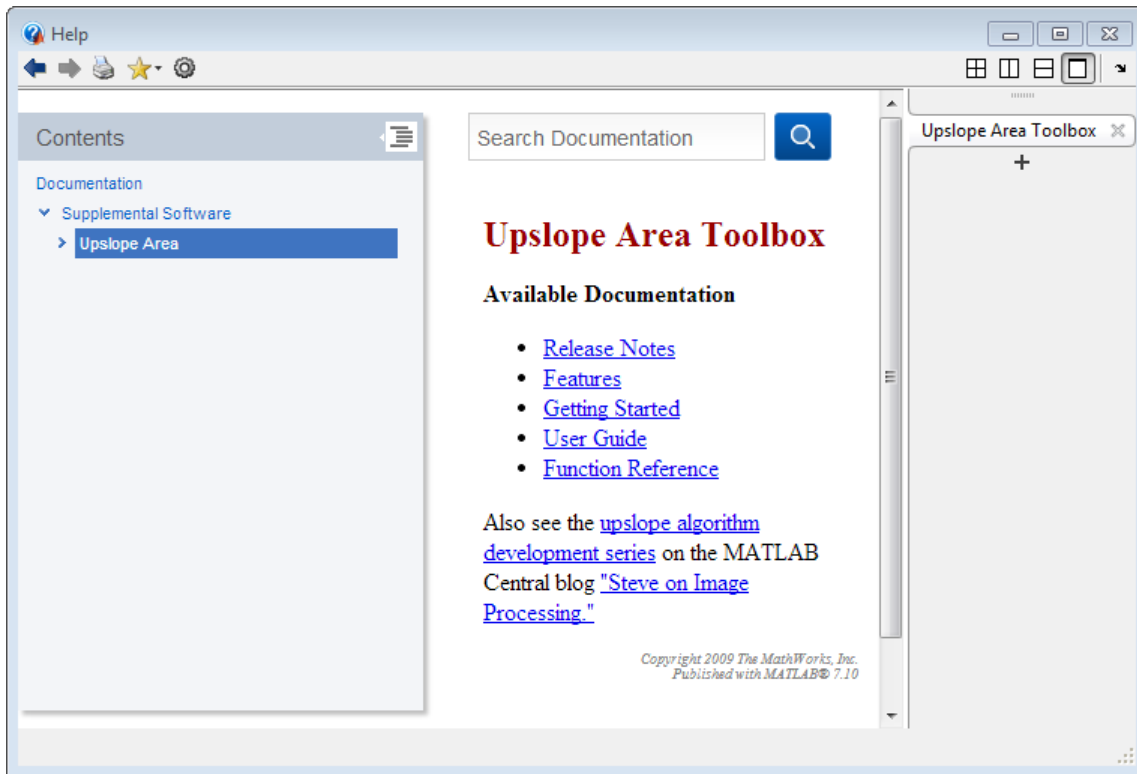 Help
Contents
Documentation
Supplemental Software
Upslope Area
Search Documentation
Upslope Area Toolbox
Available Documentation
• Release Notes
• Features
• Getting Started
• User Guide
• Function Reference
Also see the upslope algorithm
development series on the MATLAB
Central blog "Steve on Image
Processing."
Copyright 2009 The MathWorks, Inc.
Published with MATLAB® 7.10
Upslope Area Toolbox